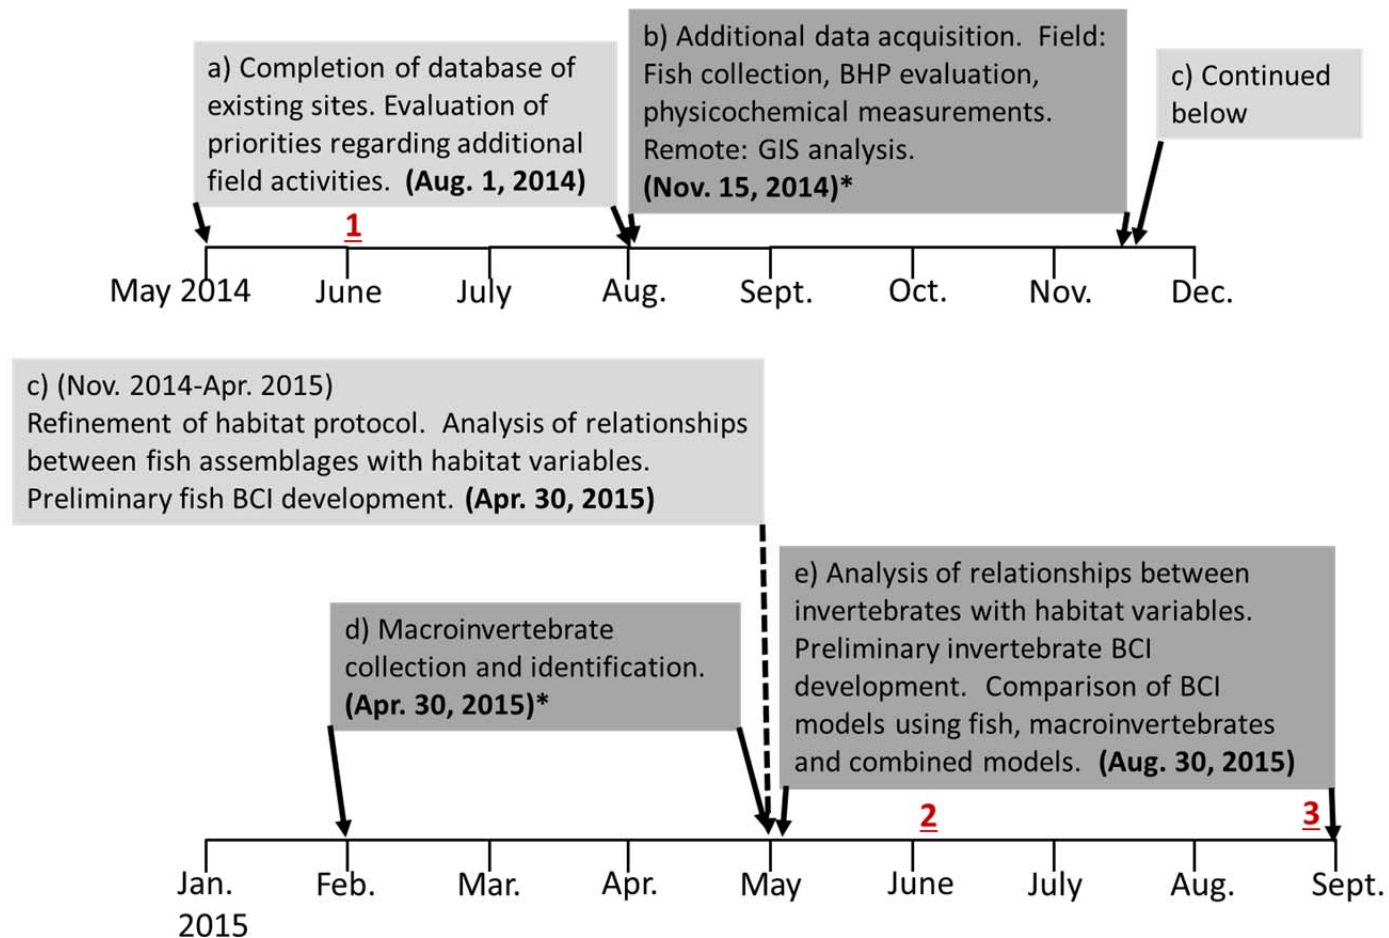 a) Completion of database of
existing sites. Evaluation of
priorities regarding additional
field activities. (Aug. 1, 2014)
b) Additional data acquisition. Field:
Fish collection, BHP evaluation,
physicochemical measurements.
Remote: GIS analysis.
(Nov. 15, 2014)*
c) Continued
below
1
May 2014 June July Aug. Sept. Oct. Nov. Dec.
c) (Nov. 2014-Apr. 2015)
Refinement of habitat protocol. Analysis of relationships
between fish assemblages with habitat variables.
Preliminary fish BCI development. (Apr. 30, 2015)
d) Macroinvertebrate
collection and identification.
(Apr. 30, 2015)*
e) Analysis of relationships between
invertebrates with habitat variables.
Preliminary invertebrate BCI
development. Comparison of BCI
models using fish, macroinvertebrates
and combined models. (Aug. 30, 2015)
2 3
Jan. Feb. Mar. Apr. May June July Aug. Sept.
2015